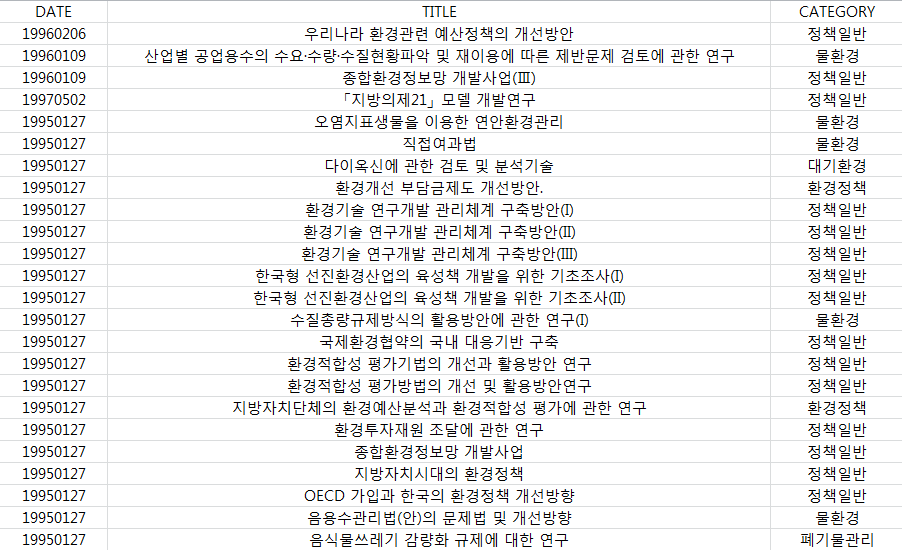 DATE TITLE CATEGORY
19960206 우리나라 환경관련 예산정책의 개선방안 정책일반
19960109 산업별 공업용수의 수요·수량·수질현황파악 및 재이용에 따른 제반문제 검토에 관한 연구 물환경
19960109 종합환경정보망 개발사업(Ⅲ) 정책일반
19970502 「지방의제21」모델 개발연구 정책일반
19950127 오염지표생물을 이용한 연안환경관리 물환경
19950127 직접여과법 물환경
19950127 다이옥신에 관한 검토 및 분석기술 대기환경
19950127 환경개선 부담금제도 개선방안. 환경정책
19950127 환경기술 연구개발 관리체계 구축방안(Ⅰ) 정책일반
19950127 환경기술 연구개발 관리체계 구축방안(Ⅱ) 정책일반
19950127 환경기술 연구개발 관리체계 구축방안(Ⅲ) 정책일반
19950127 한국형 선진환경산업의 육성책 개발을 위한 기초조사(Ⅰ) 정책일반
19950127 한국형 선진환경산업의 육성책 개발을 위한 기초조사(Ⅱ) 정책일반
19950127 수질총량규제방식의 활용방안에 관한 연구(Ⅰ) 물환경
19950127 국제환경협약의 국내 대응기반 구축 정책일반
19950127 환경적합성 평가기법의 개선과 활용방안 연구 정책일반
19950127 환경적합성 평가방법의 개선 및 활용방안연구 정책일반
19950127 지방자치단체의 환경예산분석과 환경적합성 평가에 관한 연구 환경정책
19950127 환경투자재원 조달에 관한 연구 정책일반
19950127 종합환경정보망 개발사업 정책일반
19950127 지방자치시대의 환경정책 정책일반
19950127 OECD 가입과 한국의 환경정책 개선방향 정책일반
19950127 음용수관리법(안)의 문제법 및 개선방향 물환경
19950127 음식물쓰레기 감량화 규제에 대한 연구 폐기물관리